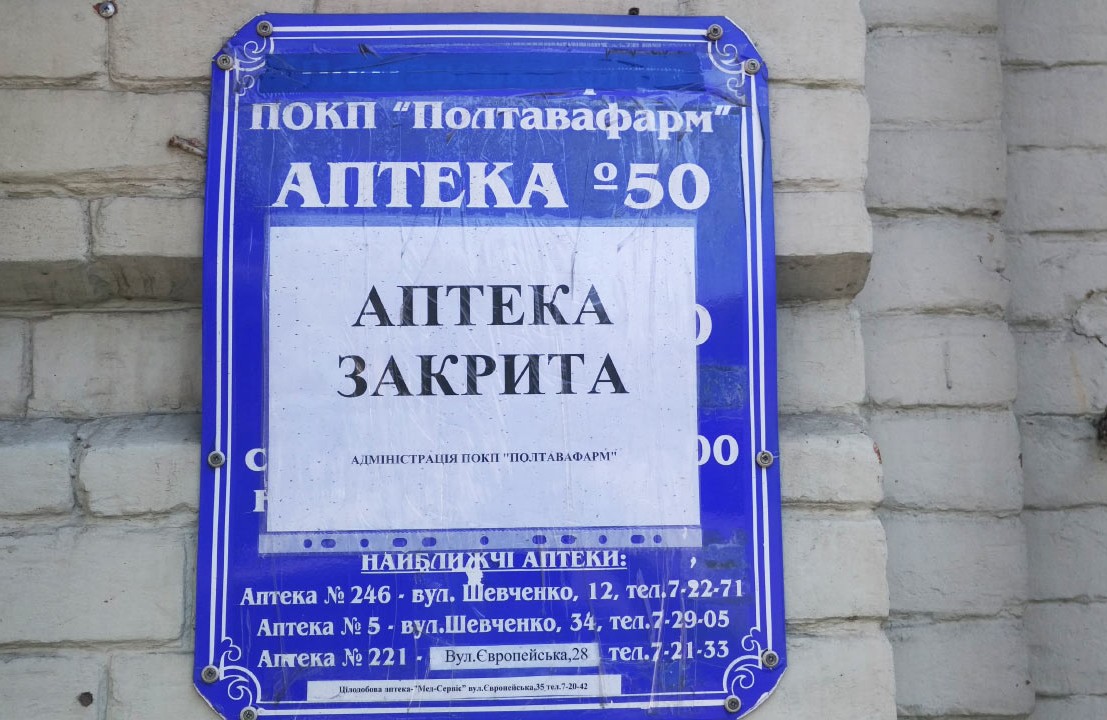 ПОКП “Полтавафарм”
АПТЕКА º50
АПТЕКА
ЗАКРИТА
АДМІНІСТРАЦІЯ ПОКП "ПОЛТАВАФАРМ"
НАЙБЛИЖЧІ АПТЕКИ:
Аптека № 246 - вул. Шевченко, 12, тел.7-22-71
Аптека № 5 - вул.Шевченко, 34, тел.7-29-05
Аптека № 221 - Вул.Європейська,28 тел.7-21-33
Цілодобова аптека-"Мед-Сервіс" вул.Європейська,35 тел.7-20-42